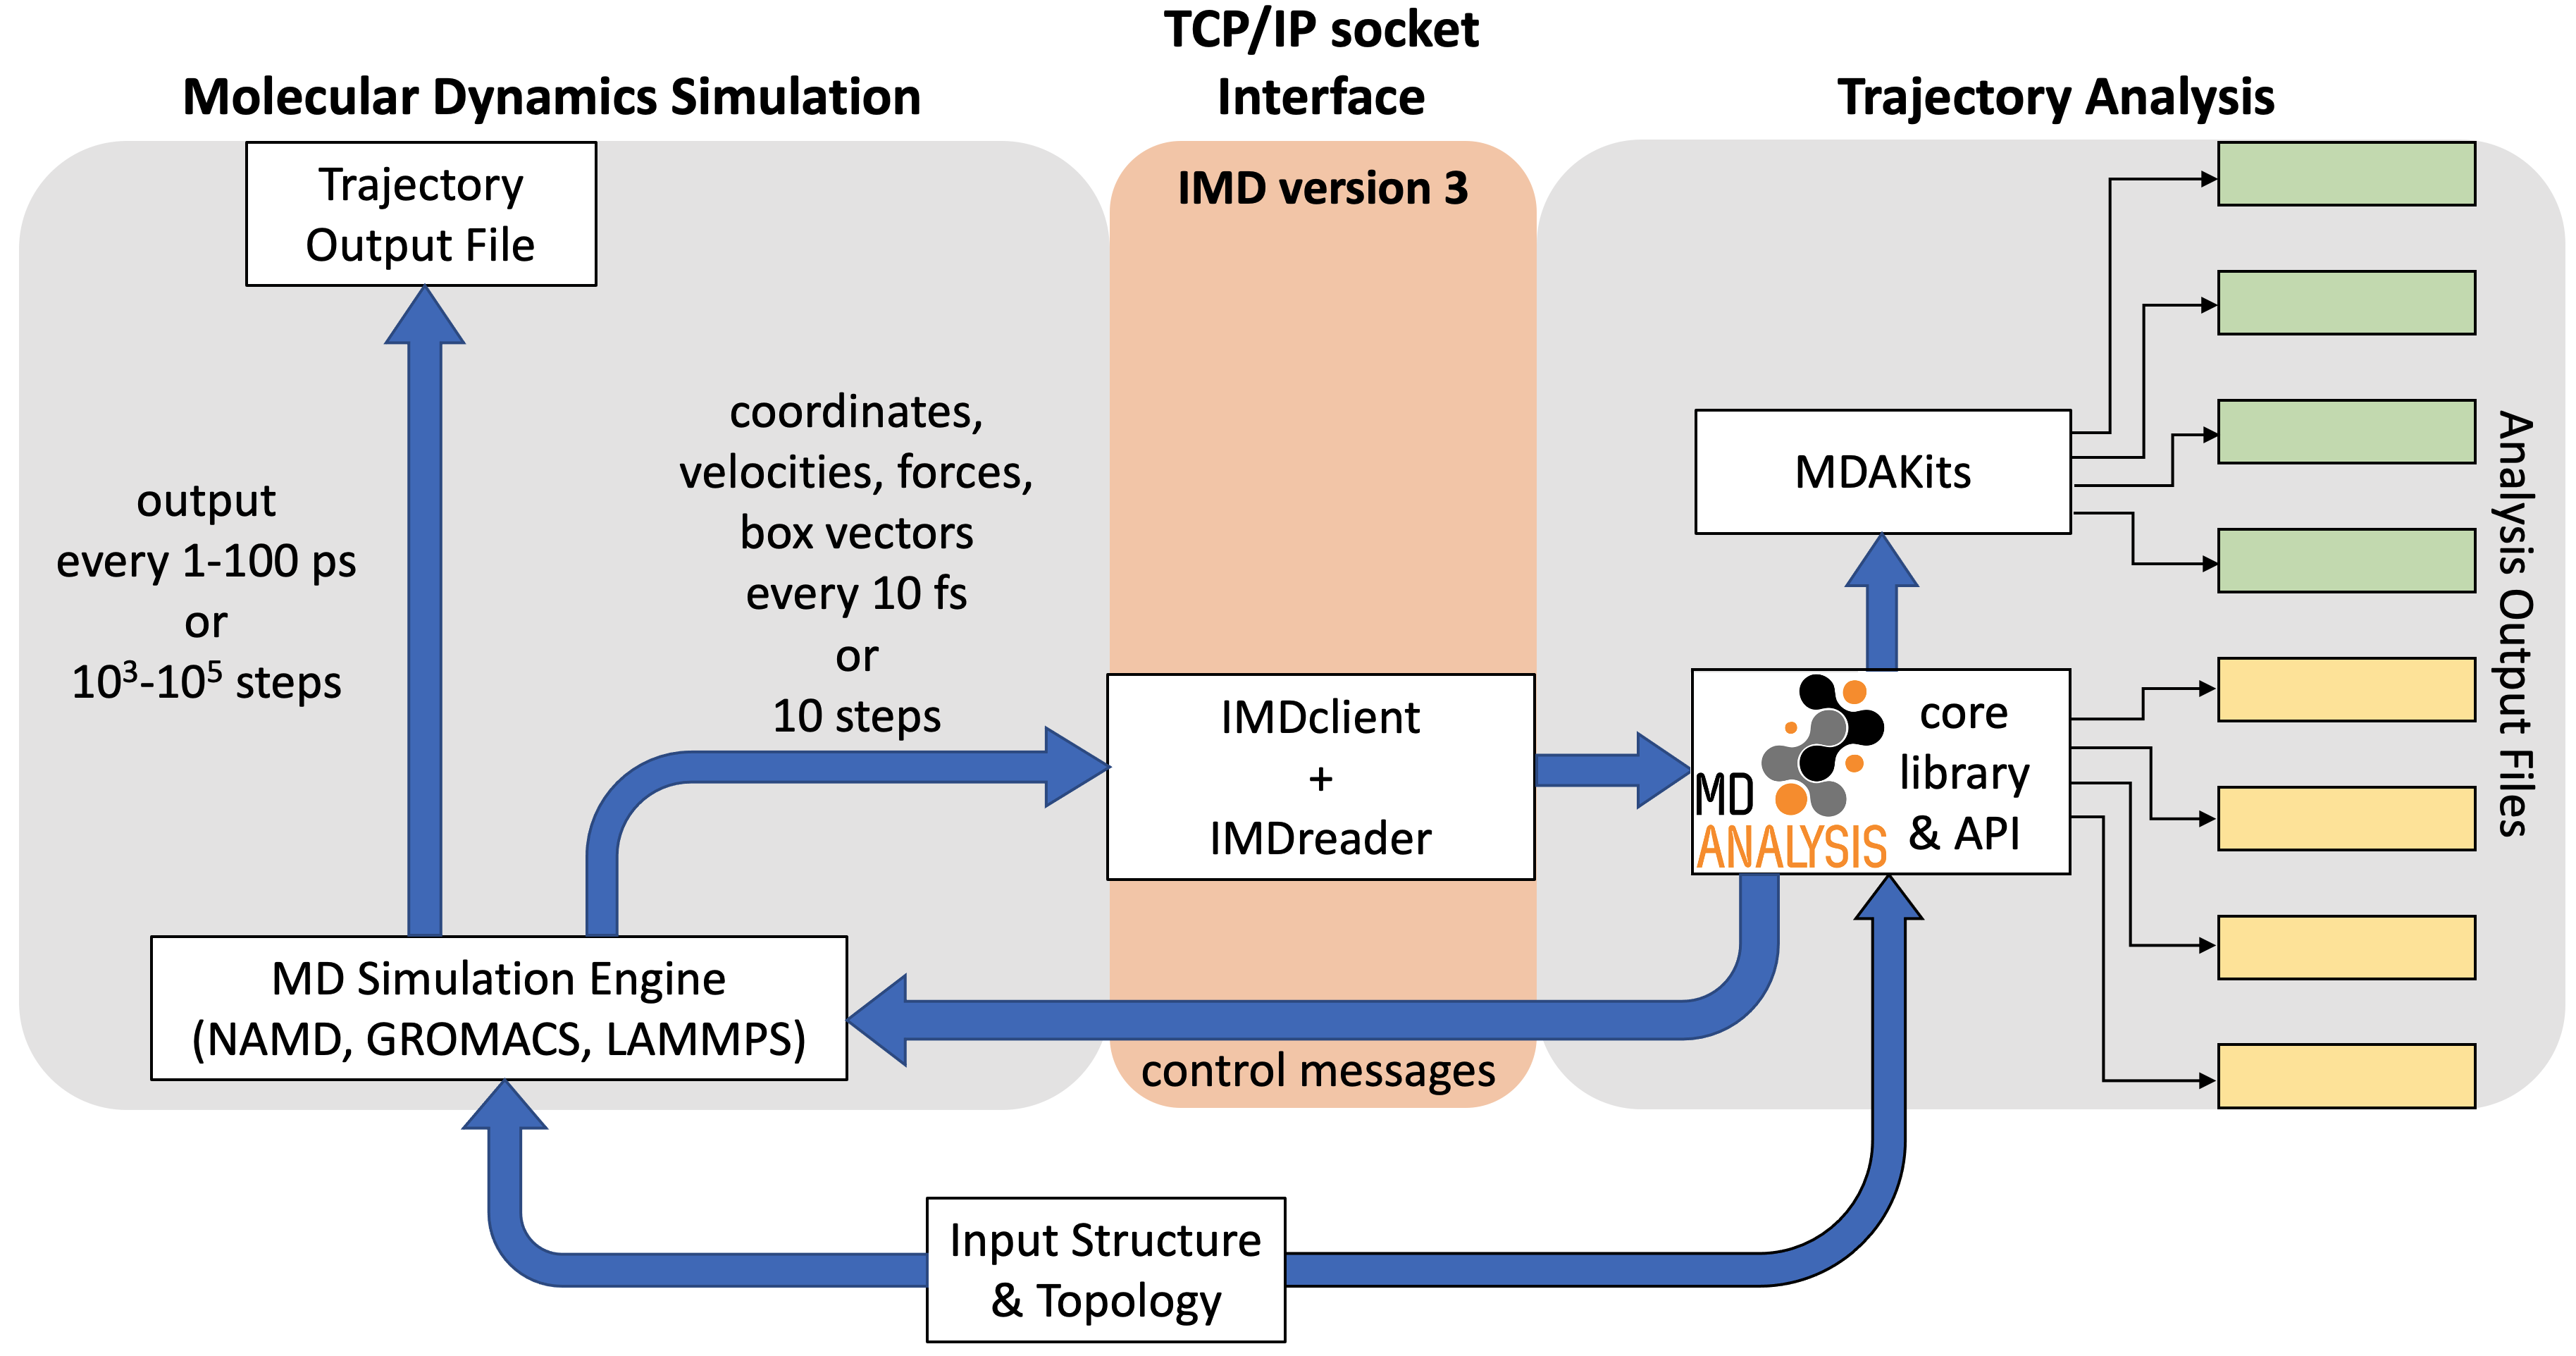 TCP/IP socket
Interface
Molecular Dynamics Simulation
Trajectory Analysis
IMD version 3
Trajectory
Output File
output
every 1-100 ps
or
10³-10⁵ steps
coordinates,
velocities, forces,
box vectors
every 10 fs
or
10 steps
IMDclient
+
IMDreader
MDAKits
MD
ANALYSIS
core
library
& API
Analysis Output Files
MD Simulation Engine
(NAMD, GROMACS, LAMMPS)
control messages
Input Structure
& Topology